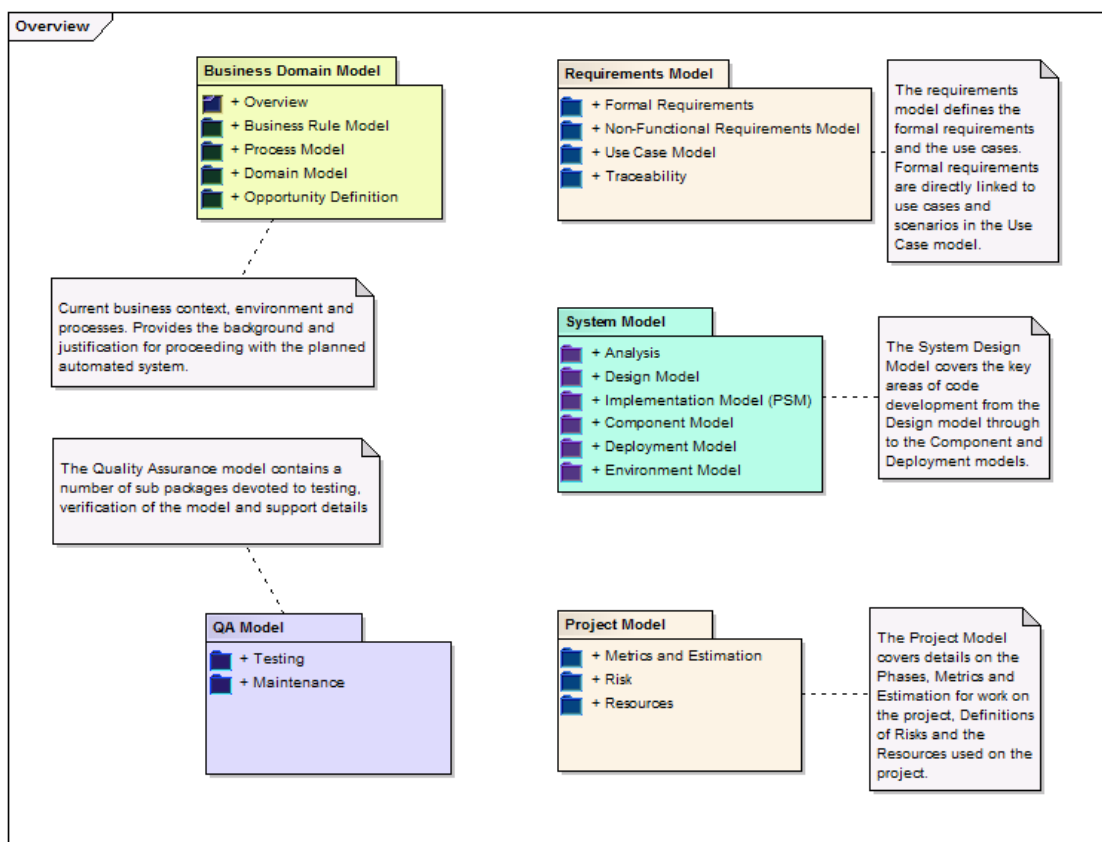 Overview
Business Domain Model
+ Overview
+ Business Rule Model
+ Process Model
+ Domain Model
+ Opportunity Definition
Requirements Model
+ Formal Requirements
+ Non-Functional Requirements Model
+ Use Case Model
+ Traceability
The requirements
model defines the
formal requirements
and the use cases.
Formal requirements
are directly linked to
use cases and
scenarios in the Use
Case model.
Current business context, environment and
processes. Provides the background and
justification for proceeding with the planned
automated system.
System Model
+ Analysis
+ Design Model
+ Implementation Model (PSM)
+ Component Model
+ Deployment Model
+ Environment Model
The System Design
Model covers the key
areas of code
development from the
Design model through
to the Component and
Deployment models.
The Quality Assurance model contains a
number of sub packages devoted to testing,
verification of the model and support details
QA Model
+ Testing
+ Maintenance
Project Model
+ Metrics and Estimation
+ Risk
+ Resources
The Project Model
covers details on the
Phases, Metrics and
Estimation for work on
the project, Definitions
of Risks and the
Resources used on the
project.